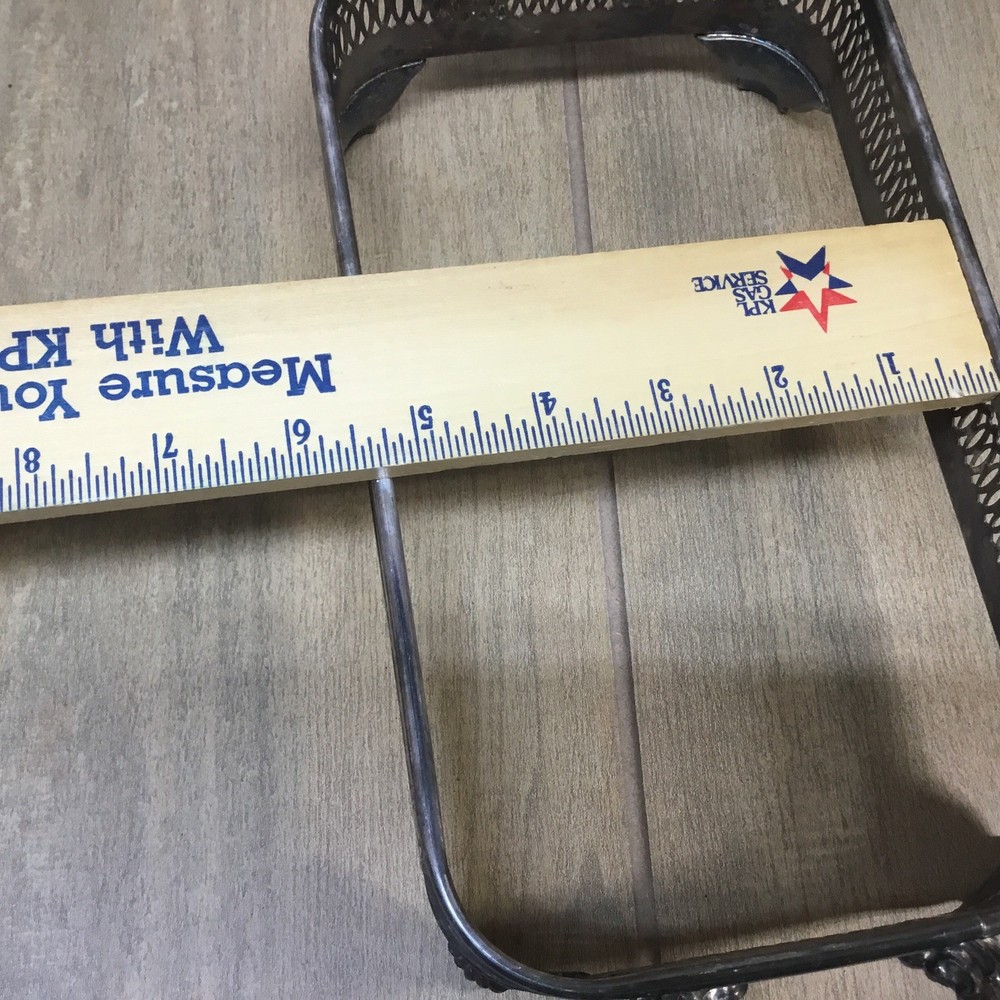 KPL
GAS
SERVICE
Measure You
With KP
1 2 3 4 5 6 7 8